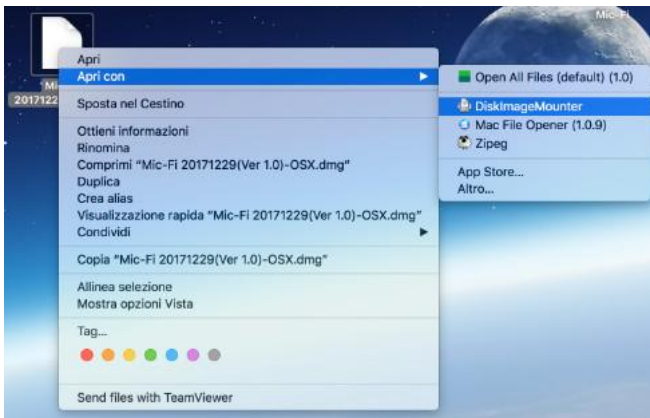 Mic-Fi
Mi
2017122
Apri
Apri con
Sposta nel Cestino
Ottieni informazioni
Rinomina
Comprimi “Mic-Fi 20171229(Ver 1.0)-OSX.dmg”
Duplica
Crea alias
Visualizzazione rapida “Mic-Fi 20171229(Ver 1.0)-OSX.dmg”
Condividi
Copia “Mic-Fi 20171229(Ver 1.0)-OSX.dmg”
Allinea selezione
Mostra opzioni Vista
Tag...
Send files with TeamViewer
Open All Files (default) (1.0)
DiskImageMounter
Mac File Opener (1.0.9)
Zipeg
App Store...
Altro...